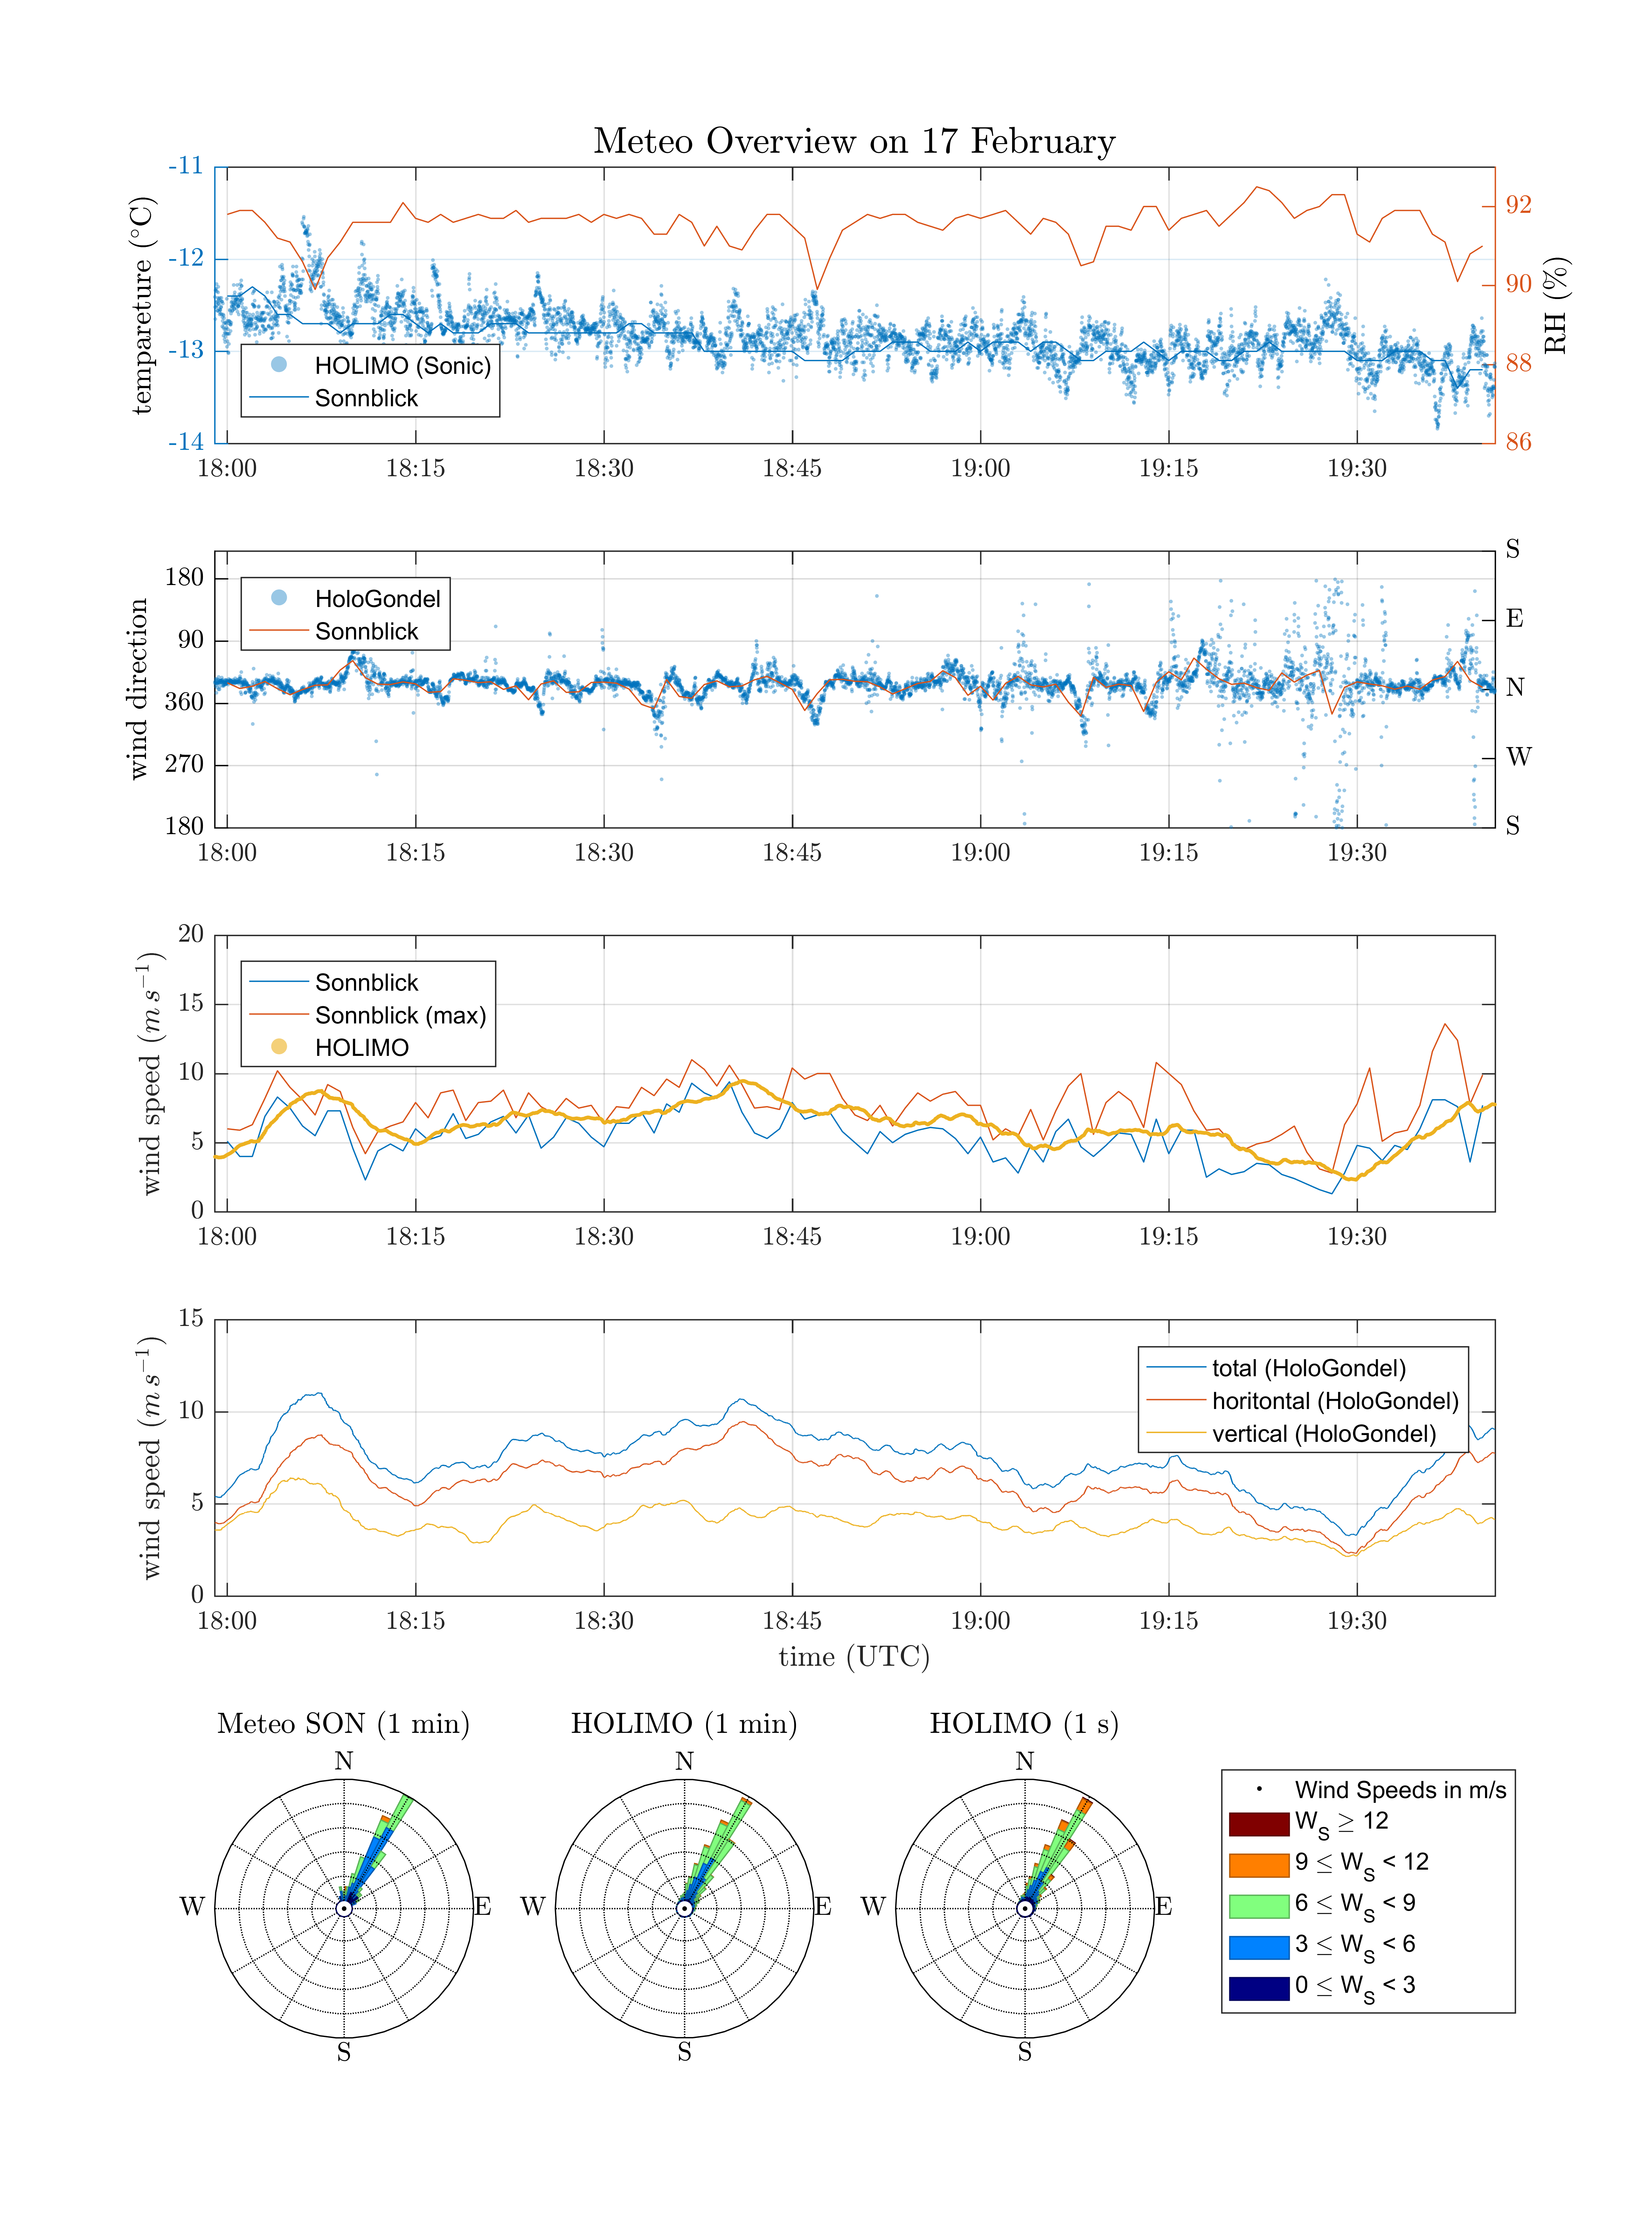 Meteo Overview on 17 February
-11
-12
-13
-14
tempareture (°C)
92
90
88
86
RH (%)
HOLIMO (Sonic)
Sonnblick
18:00 18:15 18:30 18:45 19:00 19:15 19:30
180
90
360
270
180
wind direction
S
E
N
W
S
HoloGondel
Sonnblick
18:00 18:15 18:30 18:45 19:00 19:15 19:30
20
15
10
5
0
wind speed (m s⁻¹)
Sonnblick
Sonnblick (max)
HOLIMO
18:00 18:15 18:30 18:45 19:00 19:15 19:30
15
10
5
0
wind speed (m s⁻¹)
total (HoloGondel)
horitontal (HoloGondel)
vertical (HoloGondel)
18:00 18:15 18:30 18:45 19:00 19:15 19:30
time (UTC)
Meteo SON (1 min)
N
W E
S
HOLIMO (1 min)
N
W E
S
HOLIMO (1 s)
N
W E
S
Wind Speeds in m/s
W_S ≥ 12
9 ≤ W_S < 12
6 ≤ W_S < 9
3 ≤ W_S < 6
0 ≤ W_S < 3